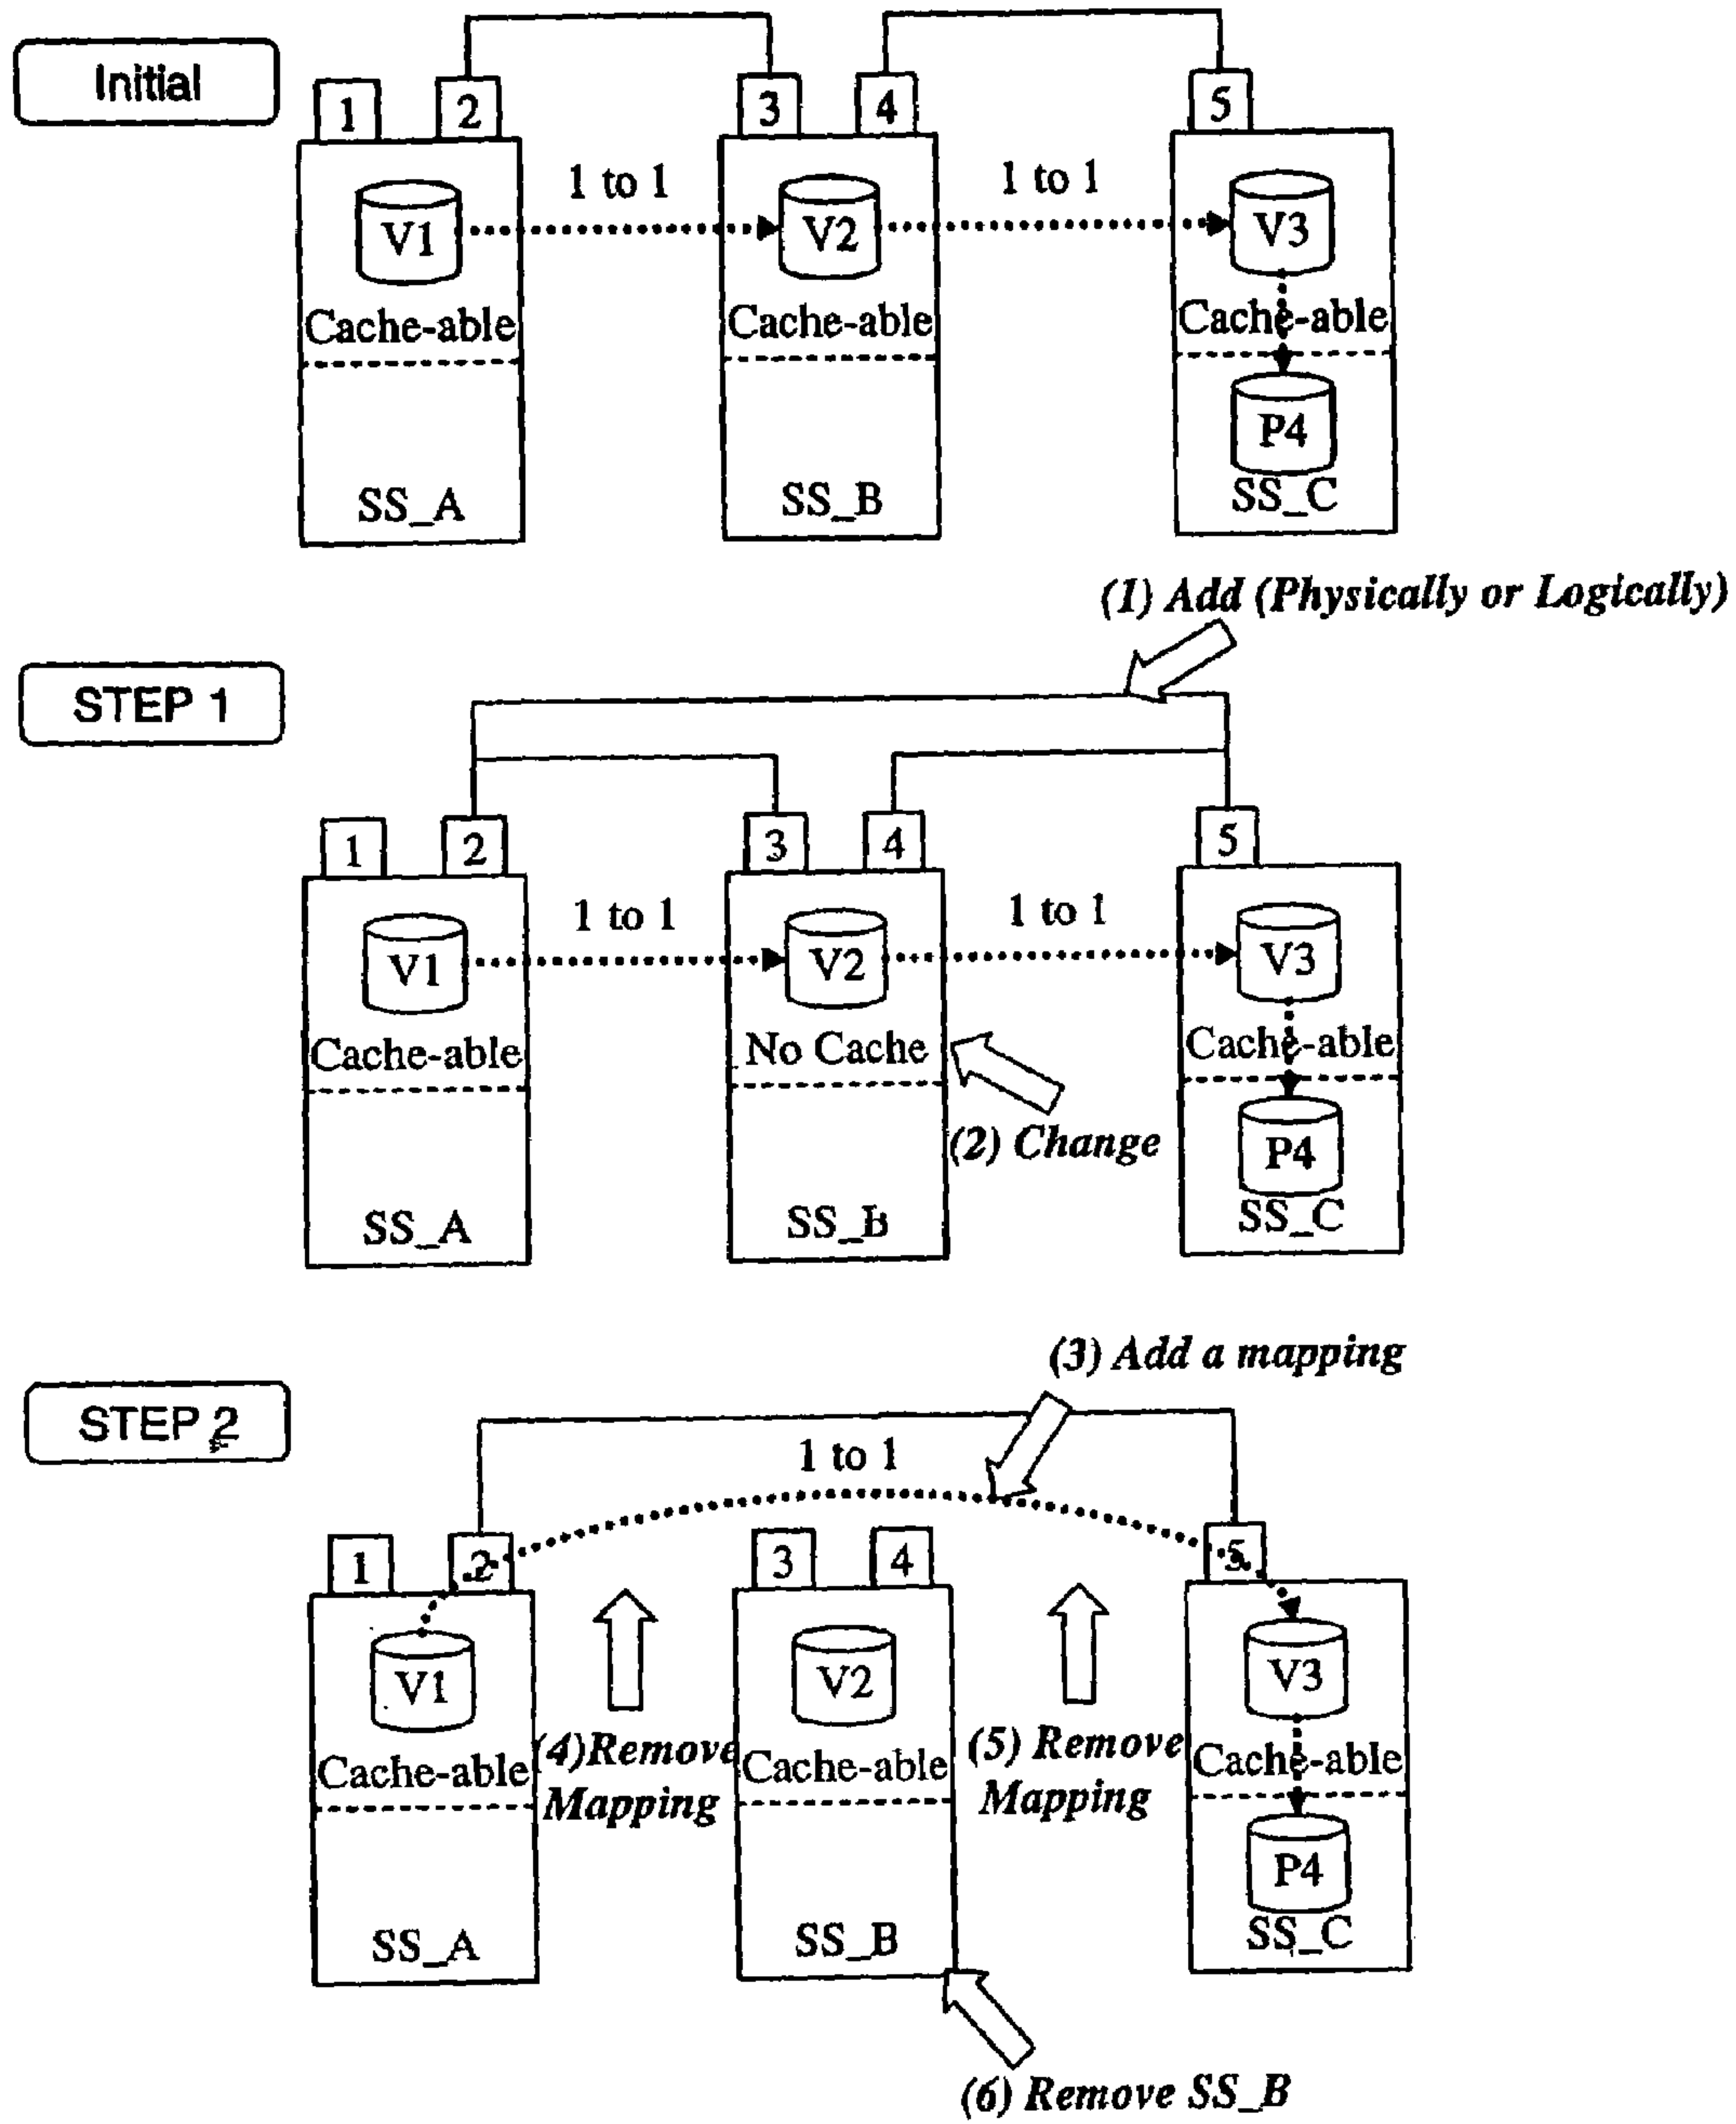 Initial
1 2 3 4 5
1 to 1 1 to 1
V1 V2 V3
Cache-able Cache-able Cache-able
P4
SS_A SS_B SS_C
(1) Add (Physically or Logically)
STEP 1
1 2 3 4 5
1 to 1 1 to 1
V1 V2 V3
Cache-able No Cache Cache-able
(2) Change
P4
SS_A SS_B SS_C
(3) Add a mapping
STEP 2
1 to 1
1 2 3 4 5
V1 V2 V3
(4)Remove Mapping
(5) Remove Mapping
Cache-able Cache-able Cache-able
P4
SS_A SS_B SS_C
(6) Remove SS_B